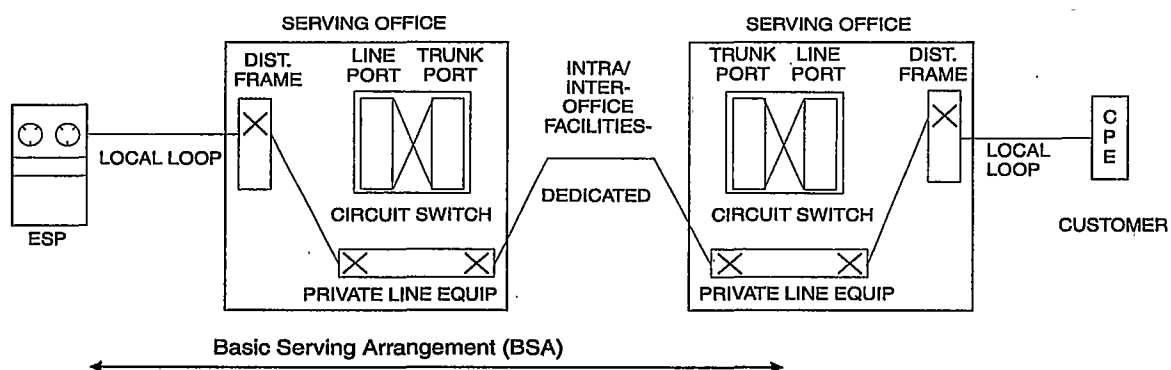 SERVING OFFICE
DIST.
FRAME
LINE
PORT
TRUNK
PORT
CIRCUIT SWITCH
PRIVATE LINE EQUIP
LOCAL LOOP
ESP
INTRA/
INTER-
OFFICE
FACILITIES-
DEDICATED
SERVING OFFICE
TRUNK
PORT
LINE
PORT
DIST.
FRAME
CIRCUIT SWITCH
PRIVATE LINE EQUIP
LOCAL
LOOP
C
P
E
CUSTOMER
Basic Serving Arrangement (BSA)